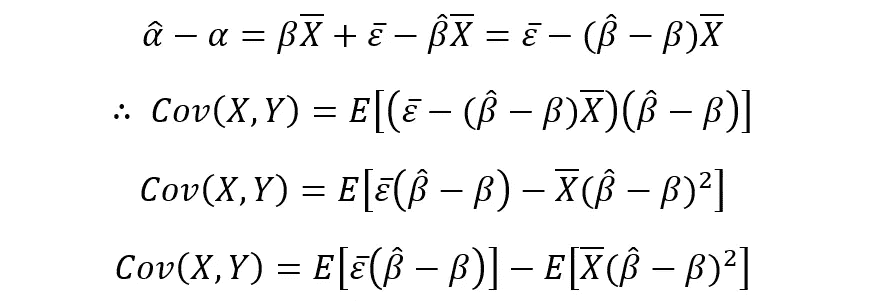 α̂ − α = βX̅ + ε̄ − β̂X̅ = ε̄ − (β̂ − β)X̅
∴ Cov(X, Y) = E[(ε̄ − (β̂ − β)X̅)(β̂ − β)]
Cov(X, Y) = E[ε̄(β̂ − β) − X̅(β̂ − β)²]
Cov(X, Y) = E[ε̄(β̂ − β)] − E[X̅(β̂ − β)²]